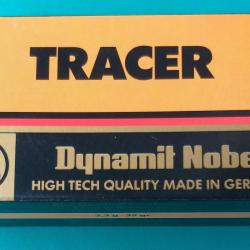 TRACER
Dynamit Nobe
HIGH TECH QUALITY MADE IN GER